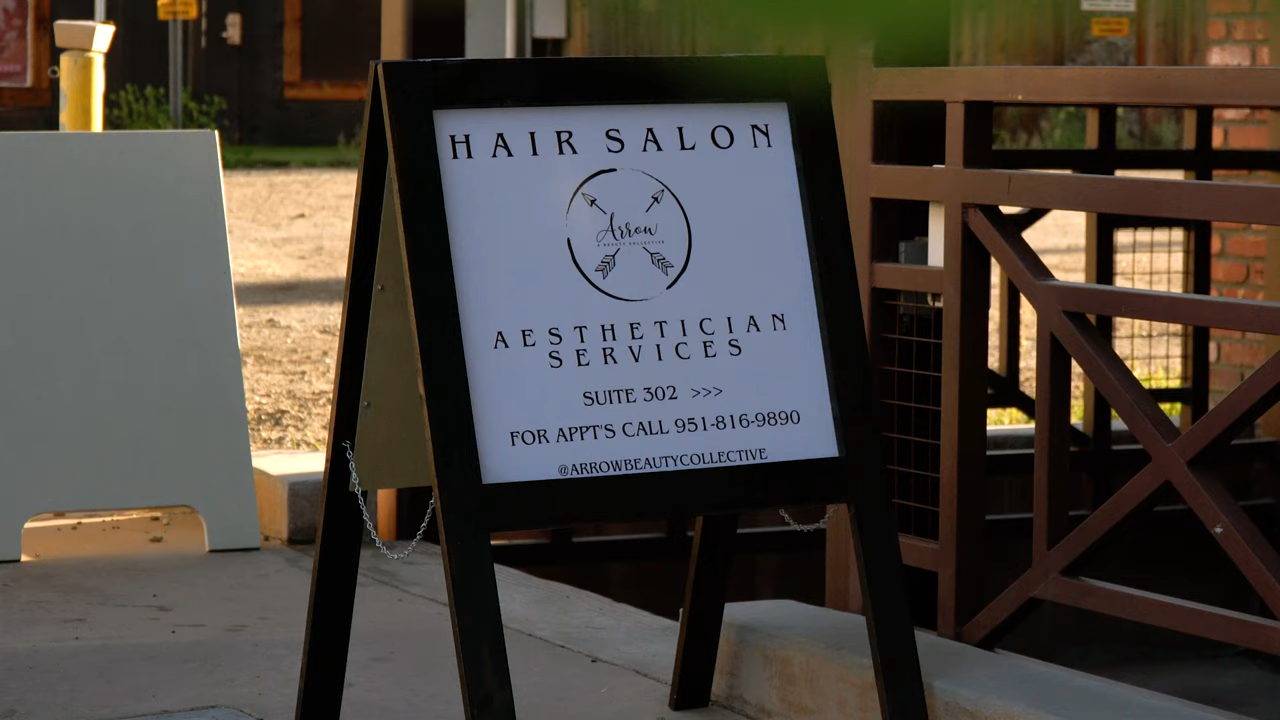 HAIR SALON
Arrow
A BEAUTY COLLECTIVE
AESTHETICIAN
SERVICES
SUITE 302 >>>
FOR APPT'S CALL 951-816-9890
@ARROWBEAUTYCOLLECTIVE